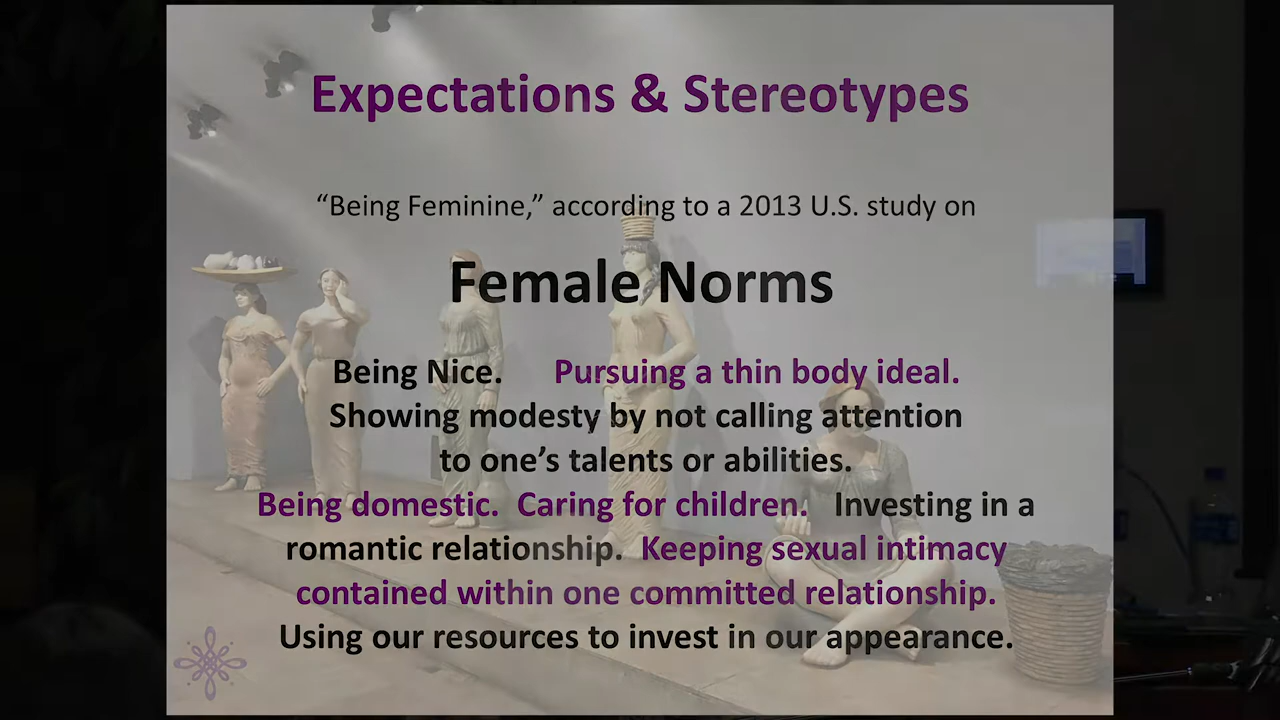 Expectations & Stereotypes
“Being Feminine,” according to a 2013 U.S. study on
Female Norms
Being Nice. Pursuing a thin body ideal.
Showing modesty by not calling attention
to one’s talents or abilities.
Being domestic. Caring for children. Investing in a
romantic relationship. Keeping sexual intimacy
contained within one committed relationship.
Using our resources to invest in our appearance.